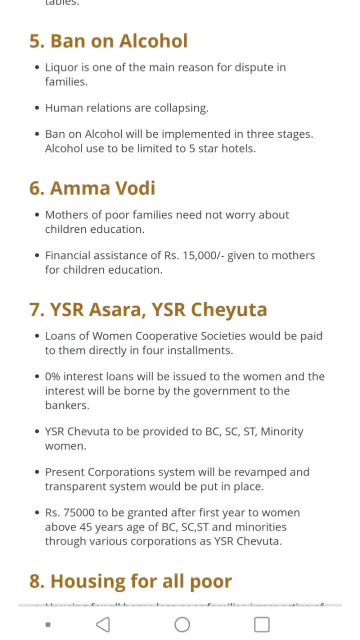 tables.
5. Ban on Alcohol
• Liquor is one of the main reason for dispute in
families.
• Human relations are collapsing.
• Ban on Alcohol will be implemented in three stages.
Alcohol use to be limited to 5 star hotels.
6. Amma Vodi
• Mothers of poor families need not worry about
children education.
• Financial assistance of Rs. 15,000/- given to mothers
for children education.
7. YSR Asara, YSR Cheyuta
• Loans of Women Cooperative Societies would be paid
to them directly in four installments.
• 0% interest loans will be issued to the women and the
interest will be borne by the government to the
bankers.
• YSR Chevuta to be provided to BC, SC, ST, Minority
women.
• Present Corporations system will be revamped and
transparent system would be put in place.
• Rs. 75000 to be granted after first year to women
above 45 years age of BC, SC,ST and minorities
through various corporations as YSR Chevuta.
8. Housing for all poor